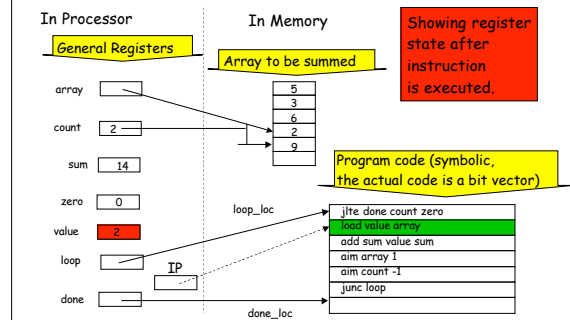 In Processor
In Memory
General Registers
Array to be summed
Showing register
state after
instruction
is executed.
array
count 2
sum 14
zero 0
value 2
loop
IP
done
5
3
6
2
9
Program code (symbolic,
the actual code is a bit vector)
loop_loc
jlte done count zero
load value array
add sum value sum
aim array 1
aim count -1
junc loop
done_loc